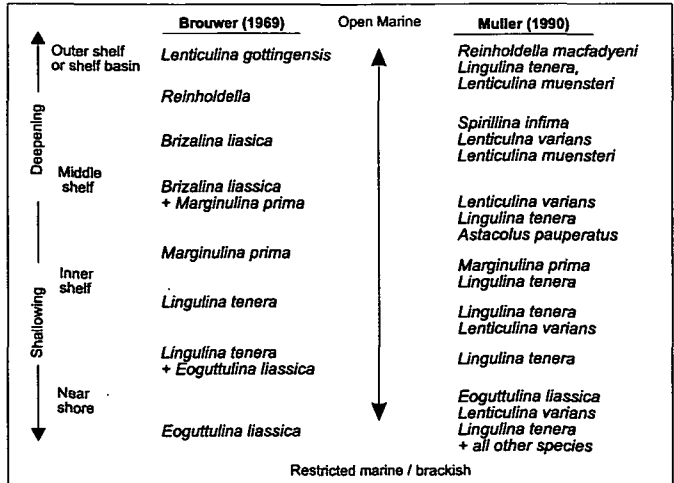 Brouwer (1969)
Open Marine
Muller (1990)
Deepening
Shallowing
Outer shelf
or shelf basin
Middle
shelf
Inner
shelf
Near
shore
Lenticulina gottingensis
Reinholdella
Brizalina liasica
Brizalina liassica
+ Marginulina prima
Marginulina prima
Lingulina tenera
Lingulina tenera
+ Eoguttulina liassica
Eoguttulina liassica
Reinholdella macfadyeni
Lingulina tenera,
Lenticulina muensteri
Spirillina infima
Lenticulna varians
Lenticulina muensteri
Lenticulina varians
Lingulina tenera
Astacolus pauperatus
Marginulina prima
Lingulina tenera
Lingulina tenera
Lenticulina varians
Lingulina tenera
Eoguttulina liassica
Lenticulina varians
Lingulina tenera
+ all other species
Restricted marine / brackish